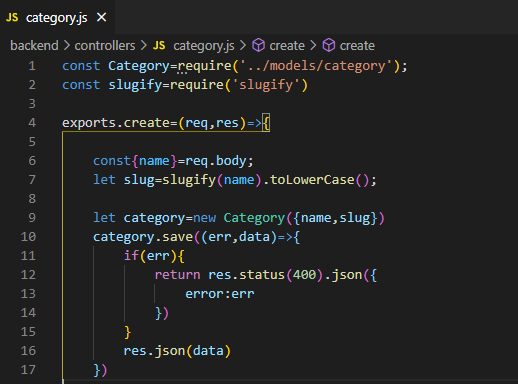 JS category.js ×
backend > controllers > JS category.js > create > create
1 const Category=require('../models/category');
2 const slugify=require('slugify')
3
4 exports.create=(req,res)=>{
5
6 const{name}=req.body;
7 let slug=slugify(name).toLowerCase();
8
9 let category=new Category({name,slug})
10 category.save((err,data)=>{
11 if(err){
12 return res.status(400).json({
13 error:err
14 })
15 }
16 res.json(data)
17 })